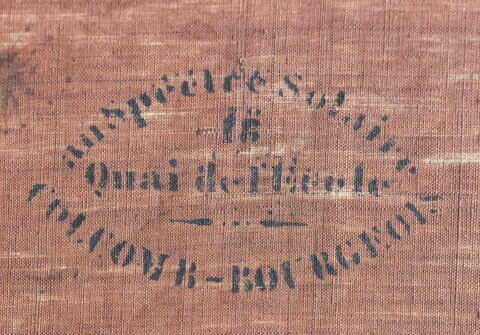 au Spectre Solaire
18
Quai de l'Ecole
COLCOMB-BOURGEOIS